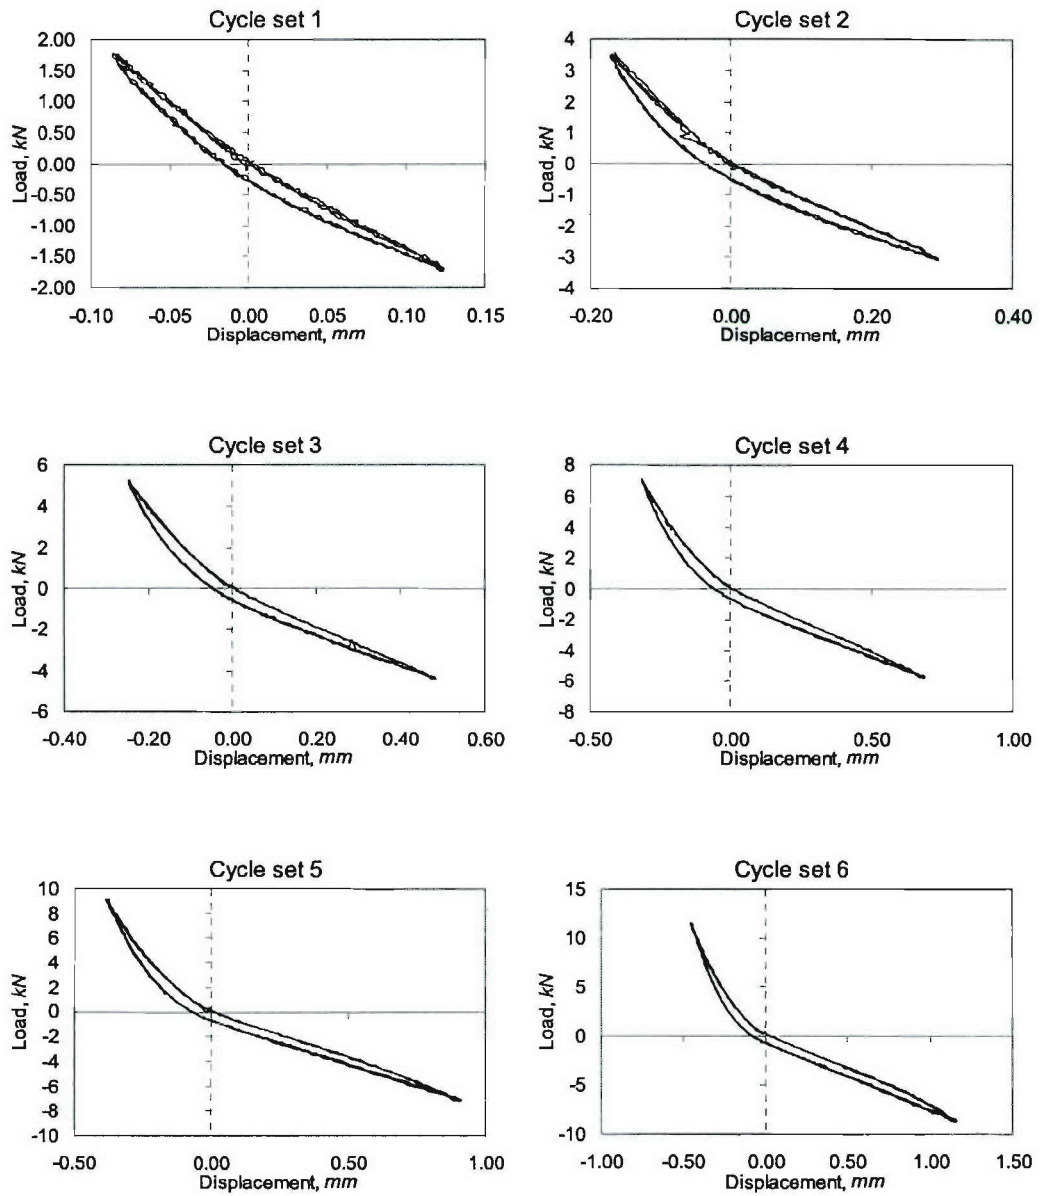 Cycle set 1
2.00
1.50
1.00
0.50
0.00
-0.50
-1.00
-1.50
-2.00
Load, kN
-0.10 -0.05 0.00 0.05 0.10 0.15
Displacement, mm
Cycle set 2
4
3
2
1
0
-1
-2
-3
-4
Load, kN
-0.20 0.00 0.20 0.40
Displacement, mm
Cycle set 3
6
4
2
0
-2
-4
-6
Load, kN
-0.40 -0.20 0.00 0.20 0.40 0.60
Displacement, mm
Cycle set 4
8
6
4
2
0
-2
-4
-6
-8
Load, kN
-0.50 0.00 0.50 1.00
Displacement, mm
Cycle set 5
10
8
6
4
2
0
-2
-4
-6
-8
-10
Load, kN
-0.50 0.00 0.50 1.00
Displacement, mm
Cycle set 6
15
10
5
0
-5
-10
Load, kN
-1.00 -0.50 0.00 0.50 1.00 1.50
Displacement, mm